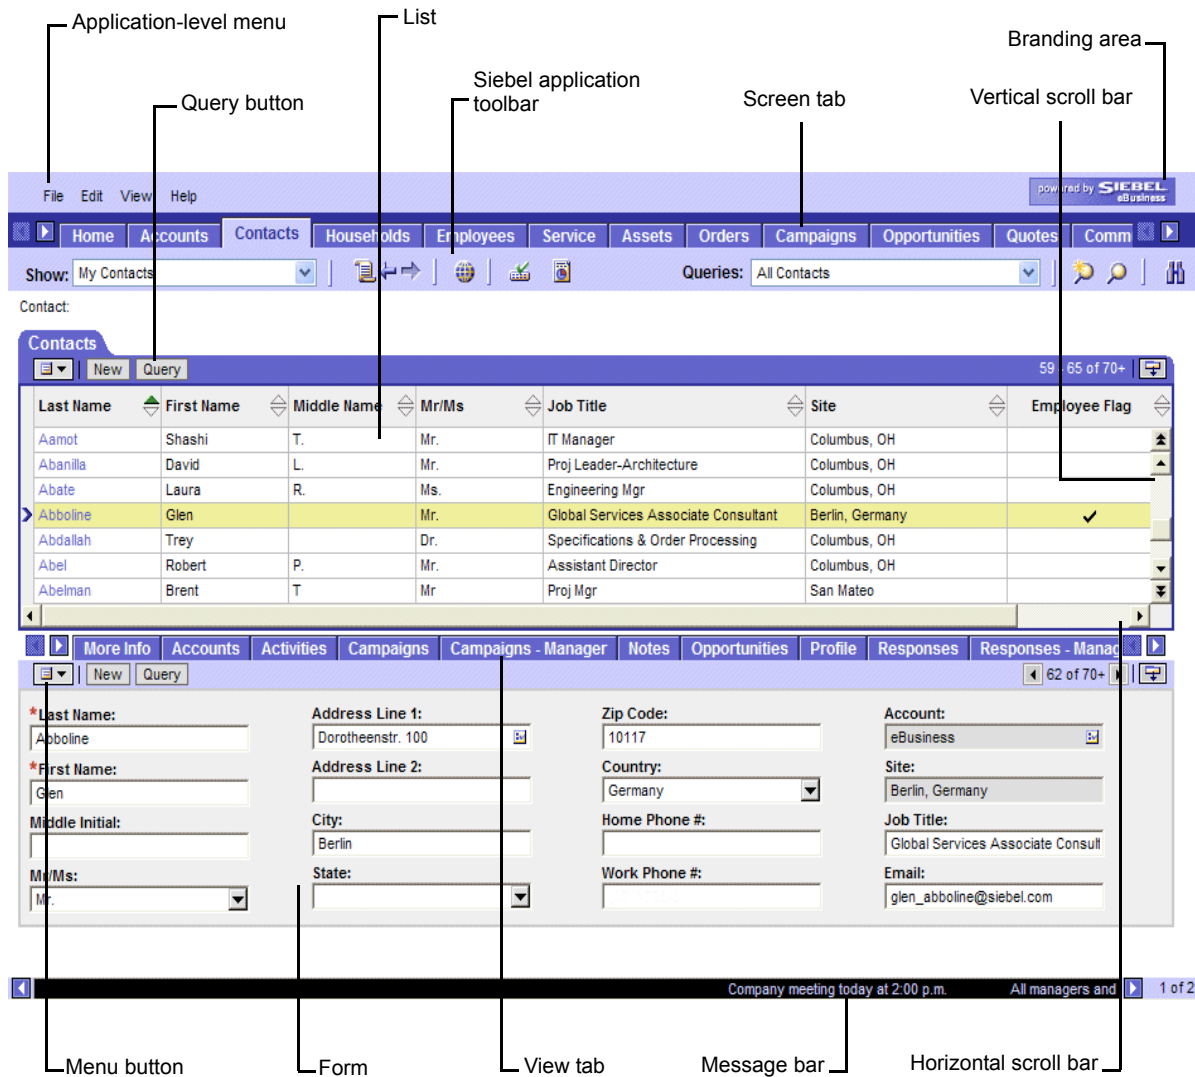 Application-level menu
List
Branding area
Query button
Siebel application
toolbar
Screen tab
Vertical scroll bar
File Edit View Help
powered by SIEBEL
eBusiness
Home Accounts Contacts Households Employees Service Assets Orders Campaigns Opportunities Quotes Comm
Show: My Contacts Queries: All Contacts
Contact:
Contacts
New Query 59 - 65 of 70+
Last Name First Name Middle Name Mr/Ms Job Title Site Employee Flag
Aamot Shashi T. Mr. IT Manager Columbus, OH
Abanilla David L. Mr. Proj Leader-Architecture Columbus, OH
Abate Laura R. Ms. Engineering Mgr Columbus, OH
Abboline Glen Mr. Global Services Associate Consultant Berlin, Germany
Abdallah Trey Dr. Specifications & Order Processing Columbus, OH
Abel Robert P. Mr. Assistant Director Columbus, OH
Abelman Brent T Mr Proj Mgr San Mateo
More Info Accounts Activities Campaigns Campaigns - Manager Notes Opportunities Profile Responses Responses - Manag
New Query 62 of 70+
*Last Name: Address Line 1: Zip Code: Account:
Abboline Dorotheenstr. 100 10117 eBusiness
*First Name: Address Line 2: Country: Site:
Glen Germany Berlin, Germany
Middle Initial: City: Home Phone #: Job Title:
Berlin Global Services Associate Consult
Mr/Ms: State: Work Phone #: Email:
Mr. glen_abboline@siebel.com
Company meeting today at 2:00 p.m. All managers and 1 of 2
Menu button
Form
View tab
Message bar
Horizontal scroll bar